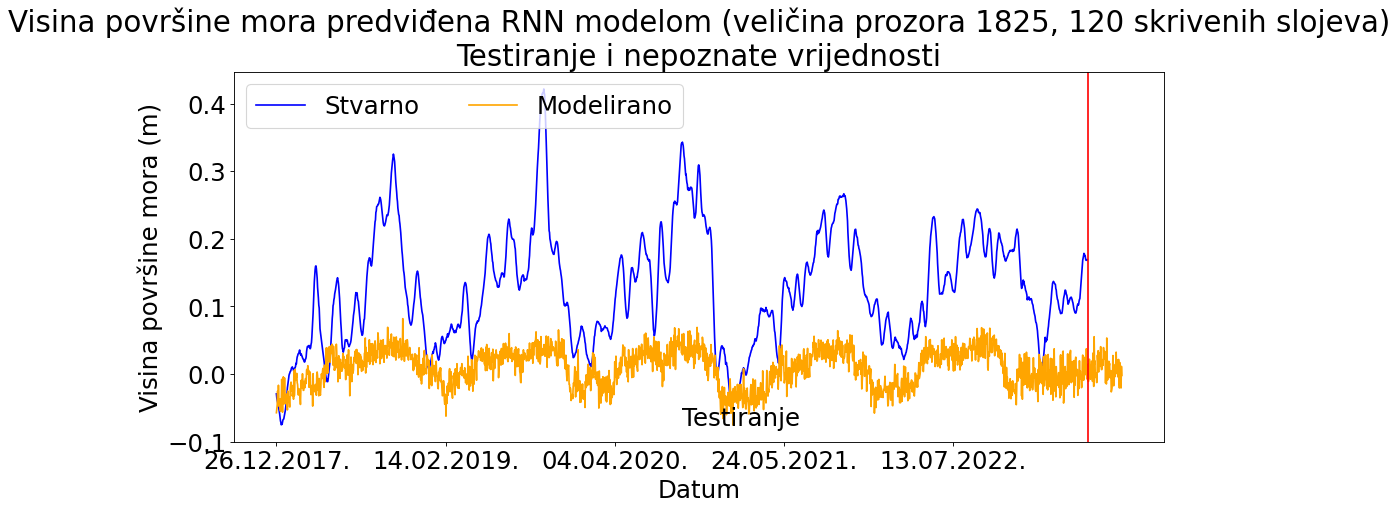 Visina površine mora predviđena RNN modelom (veličina prozora 1825, 120 skrivenih slojeva)
Testiranje i nepoznate vrijednosti
Stvarno
Modelirano
Visina površine mora (m)
0.4
0.3
0.2
0.1
0.0
−0.1
Testiranje
26.12.2017.
14.02.2019.
04.04.2020.
24.05.2021.
13.07.2022.
Datum